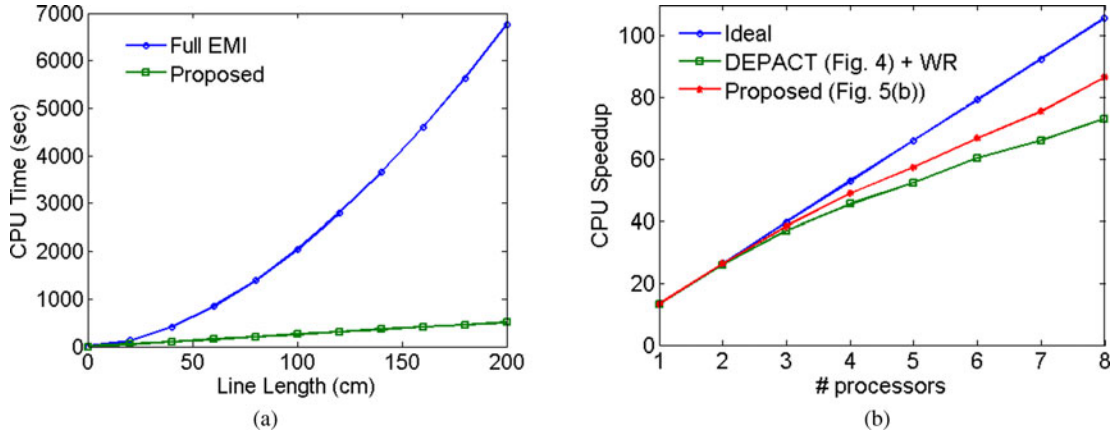 7000
6000
5000
4000
3000
2000
1000
0
CPU Time (sec)
Full EMI
Proposed
0
50
100
150
200
Line Length (cm)
(a)
100
80
60
40
20
0
CPU Speedup
Ideal
DEPACT (Fig. 4) + WR
Proposed (Fig. 5(b))
1
2
3
4
5
6
7
8
# processors
(b)